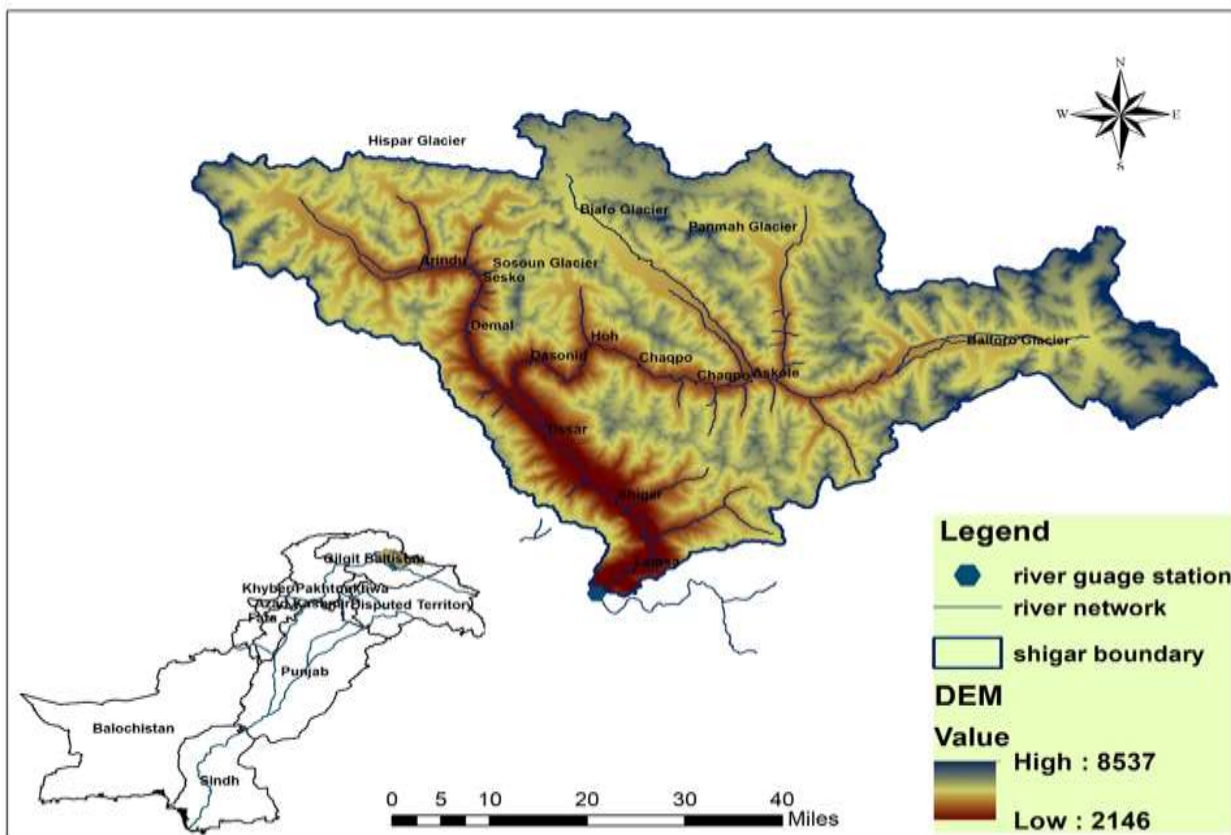 N
W E
S
Hispar Glacier
Biafo Glacier
Panmah Glacier
Arindu
Sosoun Glacier
Sesko
Demal
Hoh
Baltoro Glacier
Dasonid
Chaqpo
Chaqpo
Askole
Tissar
Shigar
Gilgit Baltistan
Khyber Pakhtunkhwa
Azad Kashmir
Disputed Territory
Fata
Punjab
Balochistan
Sindh
Legend
river guage station
river network
shigar boundary
DEM
Value
High : 8537
Low : 2146
0 5 10 20 30 40
Miles